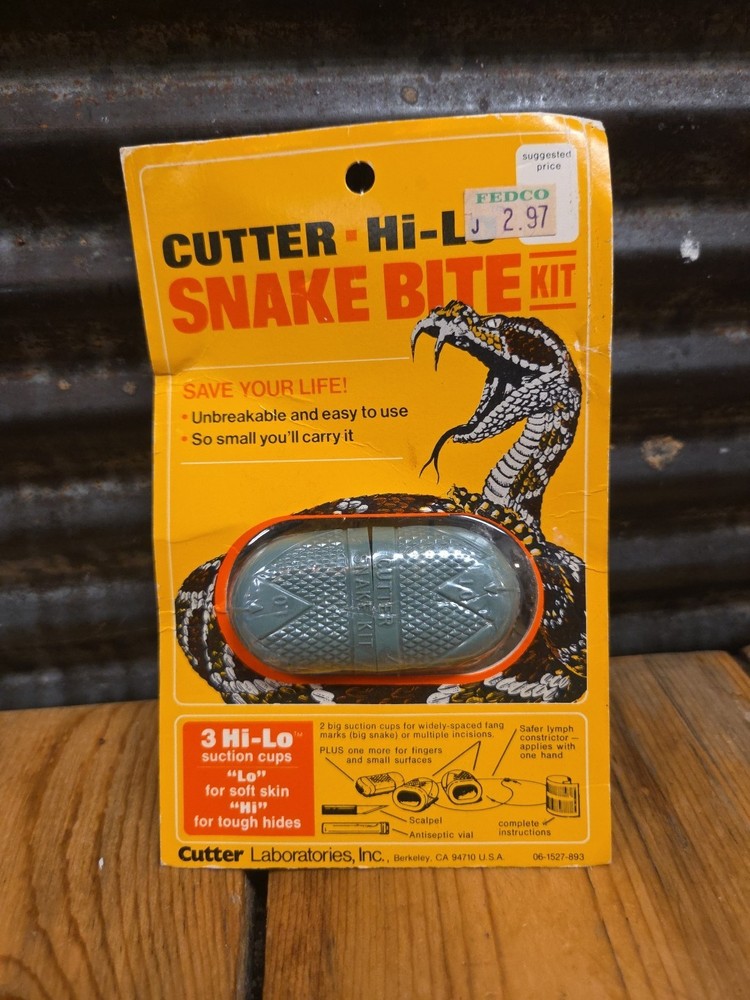 suggested
price
FEDCO
J 2.97
CUTTER · Hi-L
SNAKE BITE KIT
SAVE YOUR LIFE!
• Unbreakable and easy to use
• So small you'll carry it
CUTTER
SNAKE KIT
3 Hi-Lo™
suction cups
"Lo"
for soft skin
"Hi"
for tough hides
2 big suction cups for widely-spaced fang
marks (big snake) or multiple incisions.
PLUS one more for fingers
and small surfaces
Safer lymph
constrictor —
applies with
one hand
Scalpel
Antiseptic vial
complete
instructions
Cutter Laboratories, Inc., Berkeley, CA 94710 U.S.A.
06-1527-893